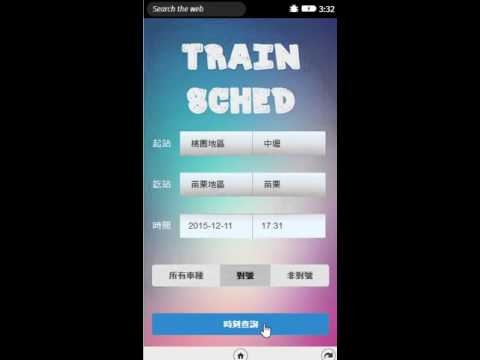 Search the web
3:32
TRAIN
SCHED
起站 桃園地區 中壢
訖站 苗栗地區 苗栗
時間 2015-12-11 17:31
所有車種 對號 非對號
時刻查詢